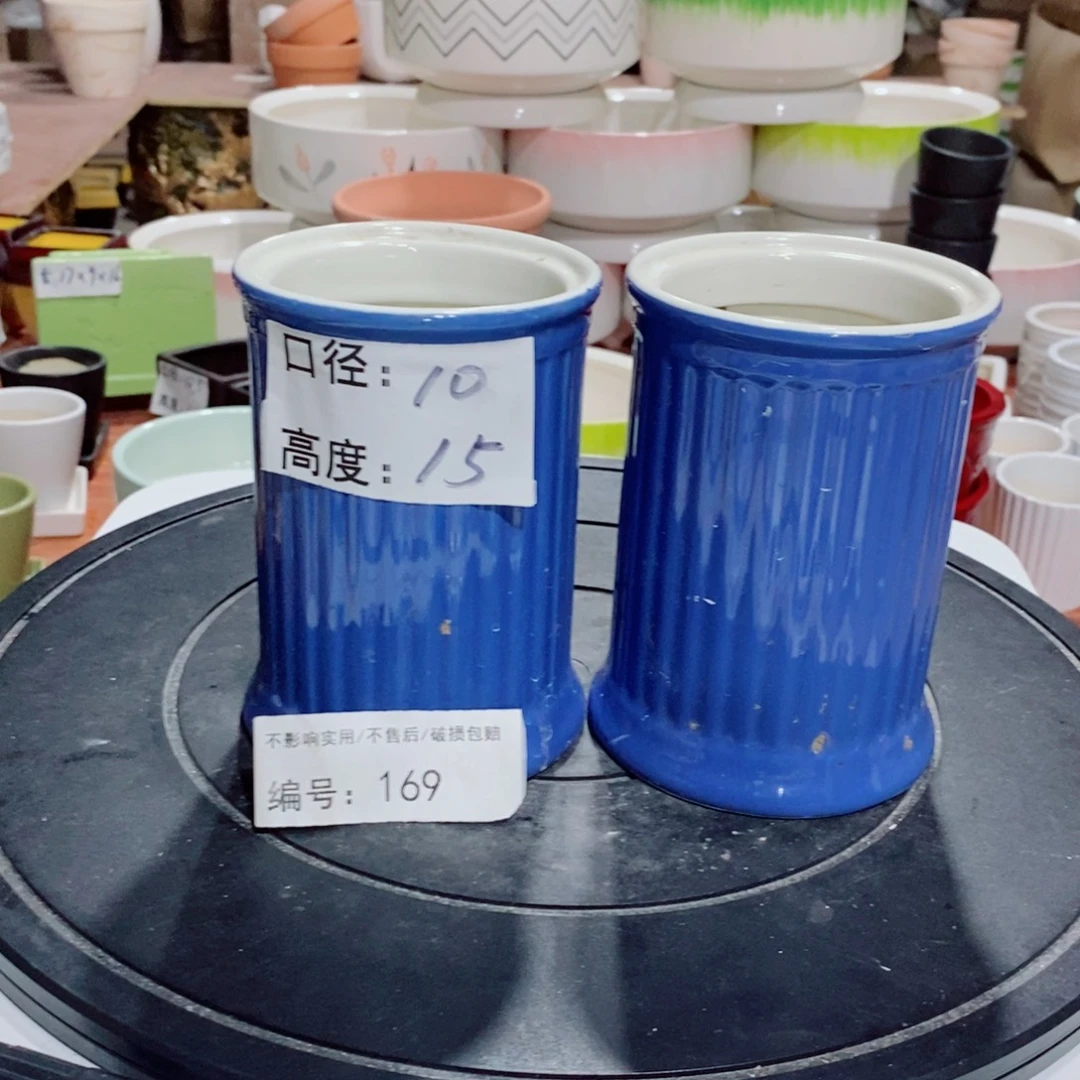 口径: 10
高度: 15
不影响实用/不售后/破损包赔
编号: 169